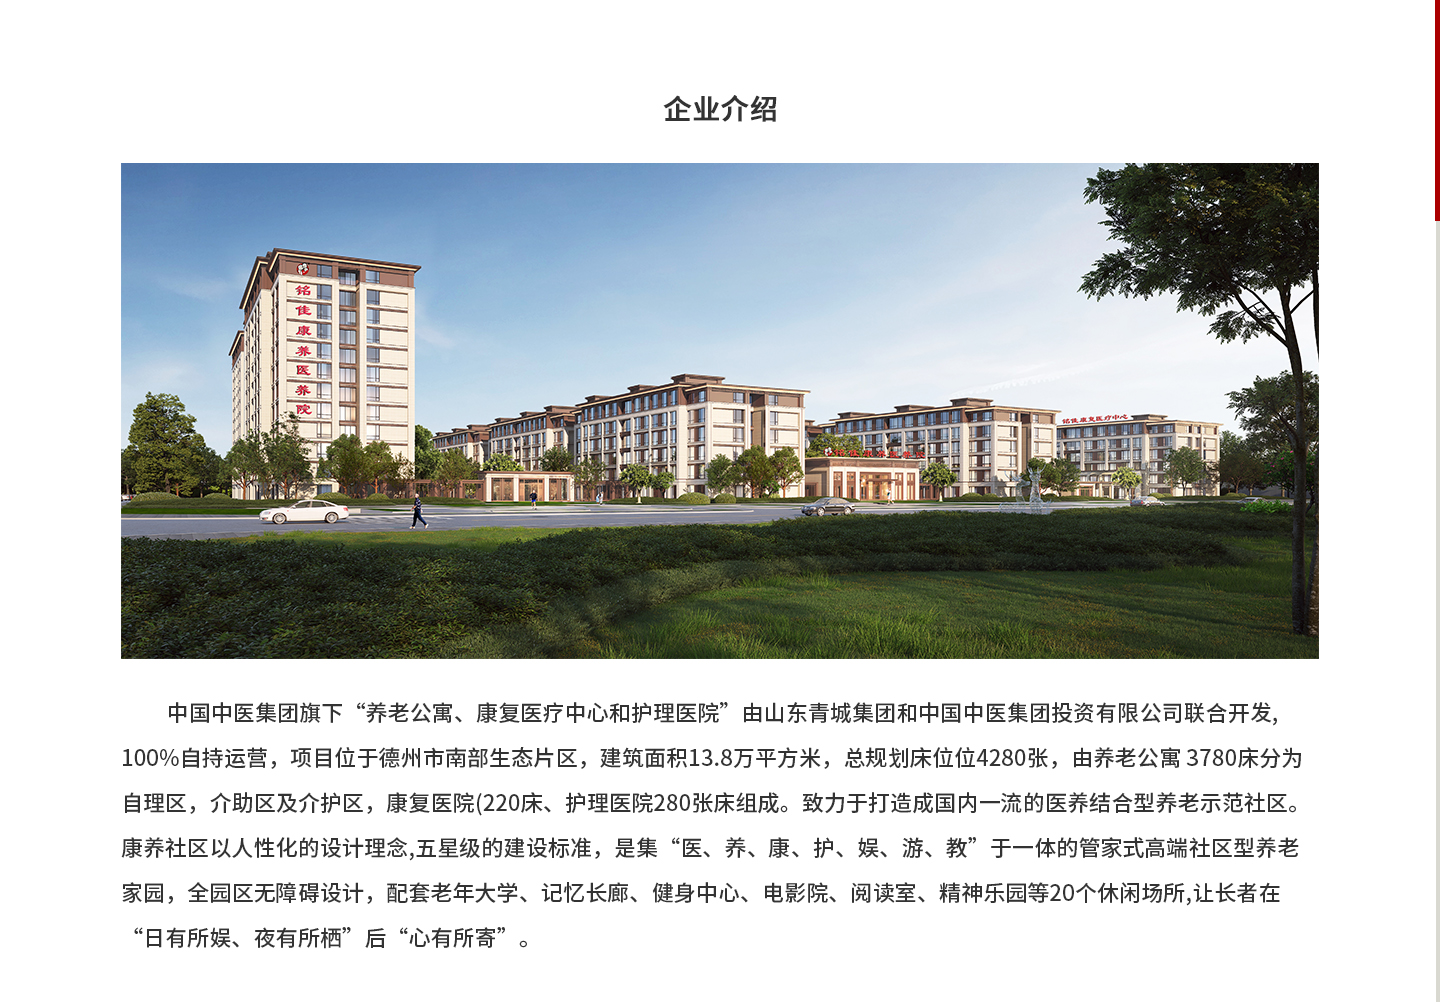 企业介绍
铭佳康养医养院
铭佳康复医疗中心
中国中医集团旗下“养老公寓、康复医疗中心和护理医院”由山东青城集团和中国中医集团投资有限公司联合开发,
100%自持运营，项目位于德州市南部生态片区，建筑面积13.8万平方米，总规划床位位4280张，由养老公寓 3780床分为
自理区，介助区及介护区，康复医院(220床、护理医院280张床组成。致力于打造成国内一流的医养结合型养老示范社区。
康养社区以人性化的设计理念,五星级的建设标准，是集“医、养、康、护、娱、游、教”于一体的管家式高端社区型养老
家园，全园区无障碍设计，配套老年大学、记忆长廊、健身中心、电影院、阅读室、精神乐园等20个休闲场所,让长者在
“日有所娱、夜有所栖”后“心有所寄”。